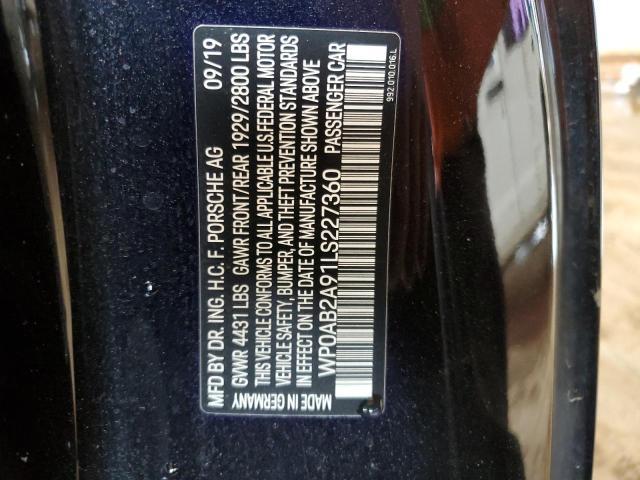 MFD BY DR. ING. H.C. F. PORSCHE AG 09/19
GVWR 4431 LBS GAWR FRONT/REAR 1929/2800 LBS
THIS VEHICLE CONFORMS TO ALL APPLICABLE U.S.FEDERAL MOTOR
VEHICLE SAFETY, BUMPER, AND THEFT PREVENTION STANDARDS
IN EFFECT ON THE DATE OF MANUFACTURE SHOWN ABOVE
WP0AB2A91LS227360 PASSENGER CAR
MADE IN GERMANY
992.010.016.L